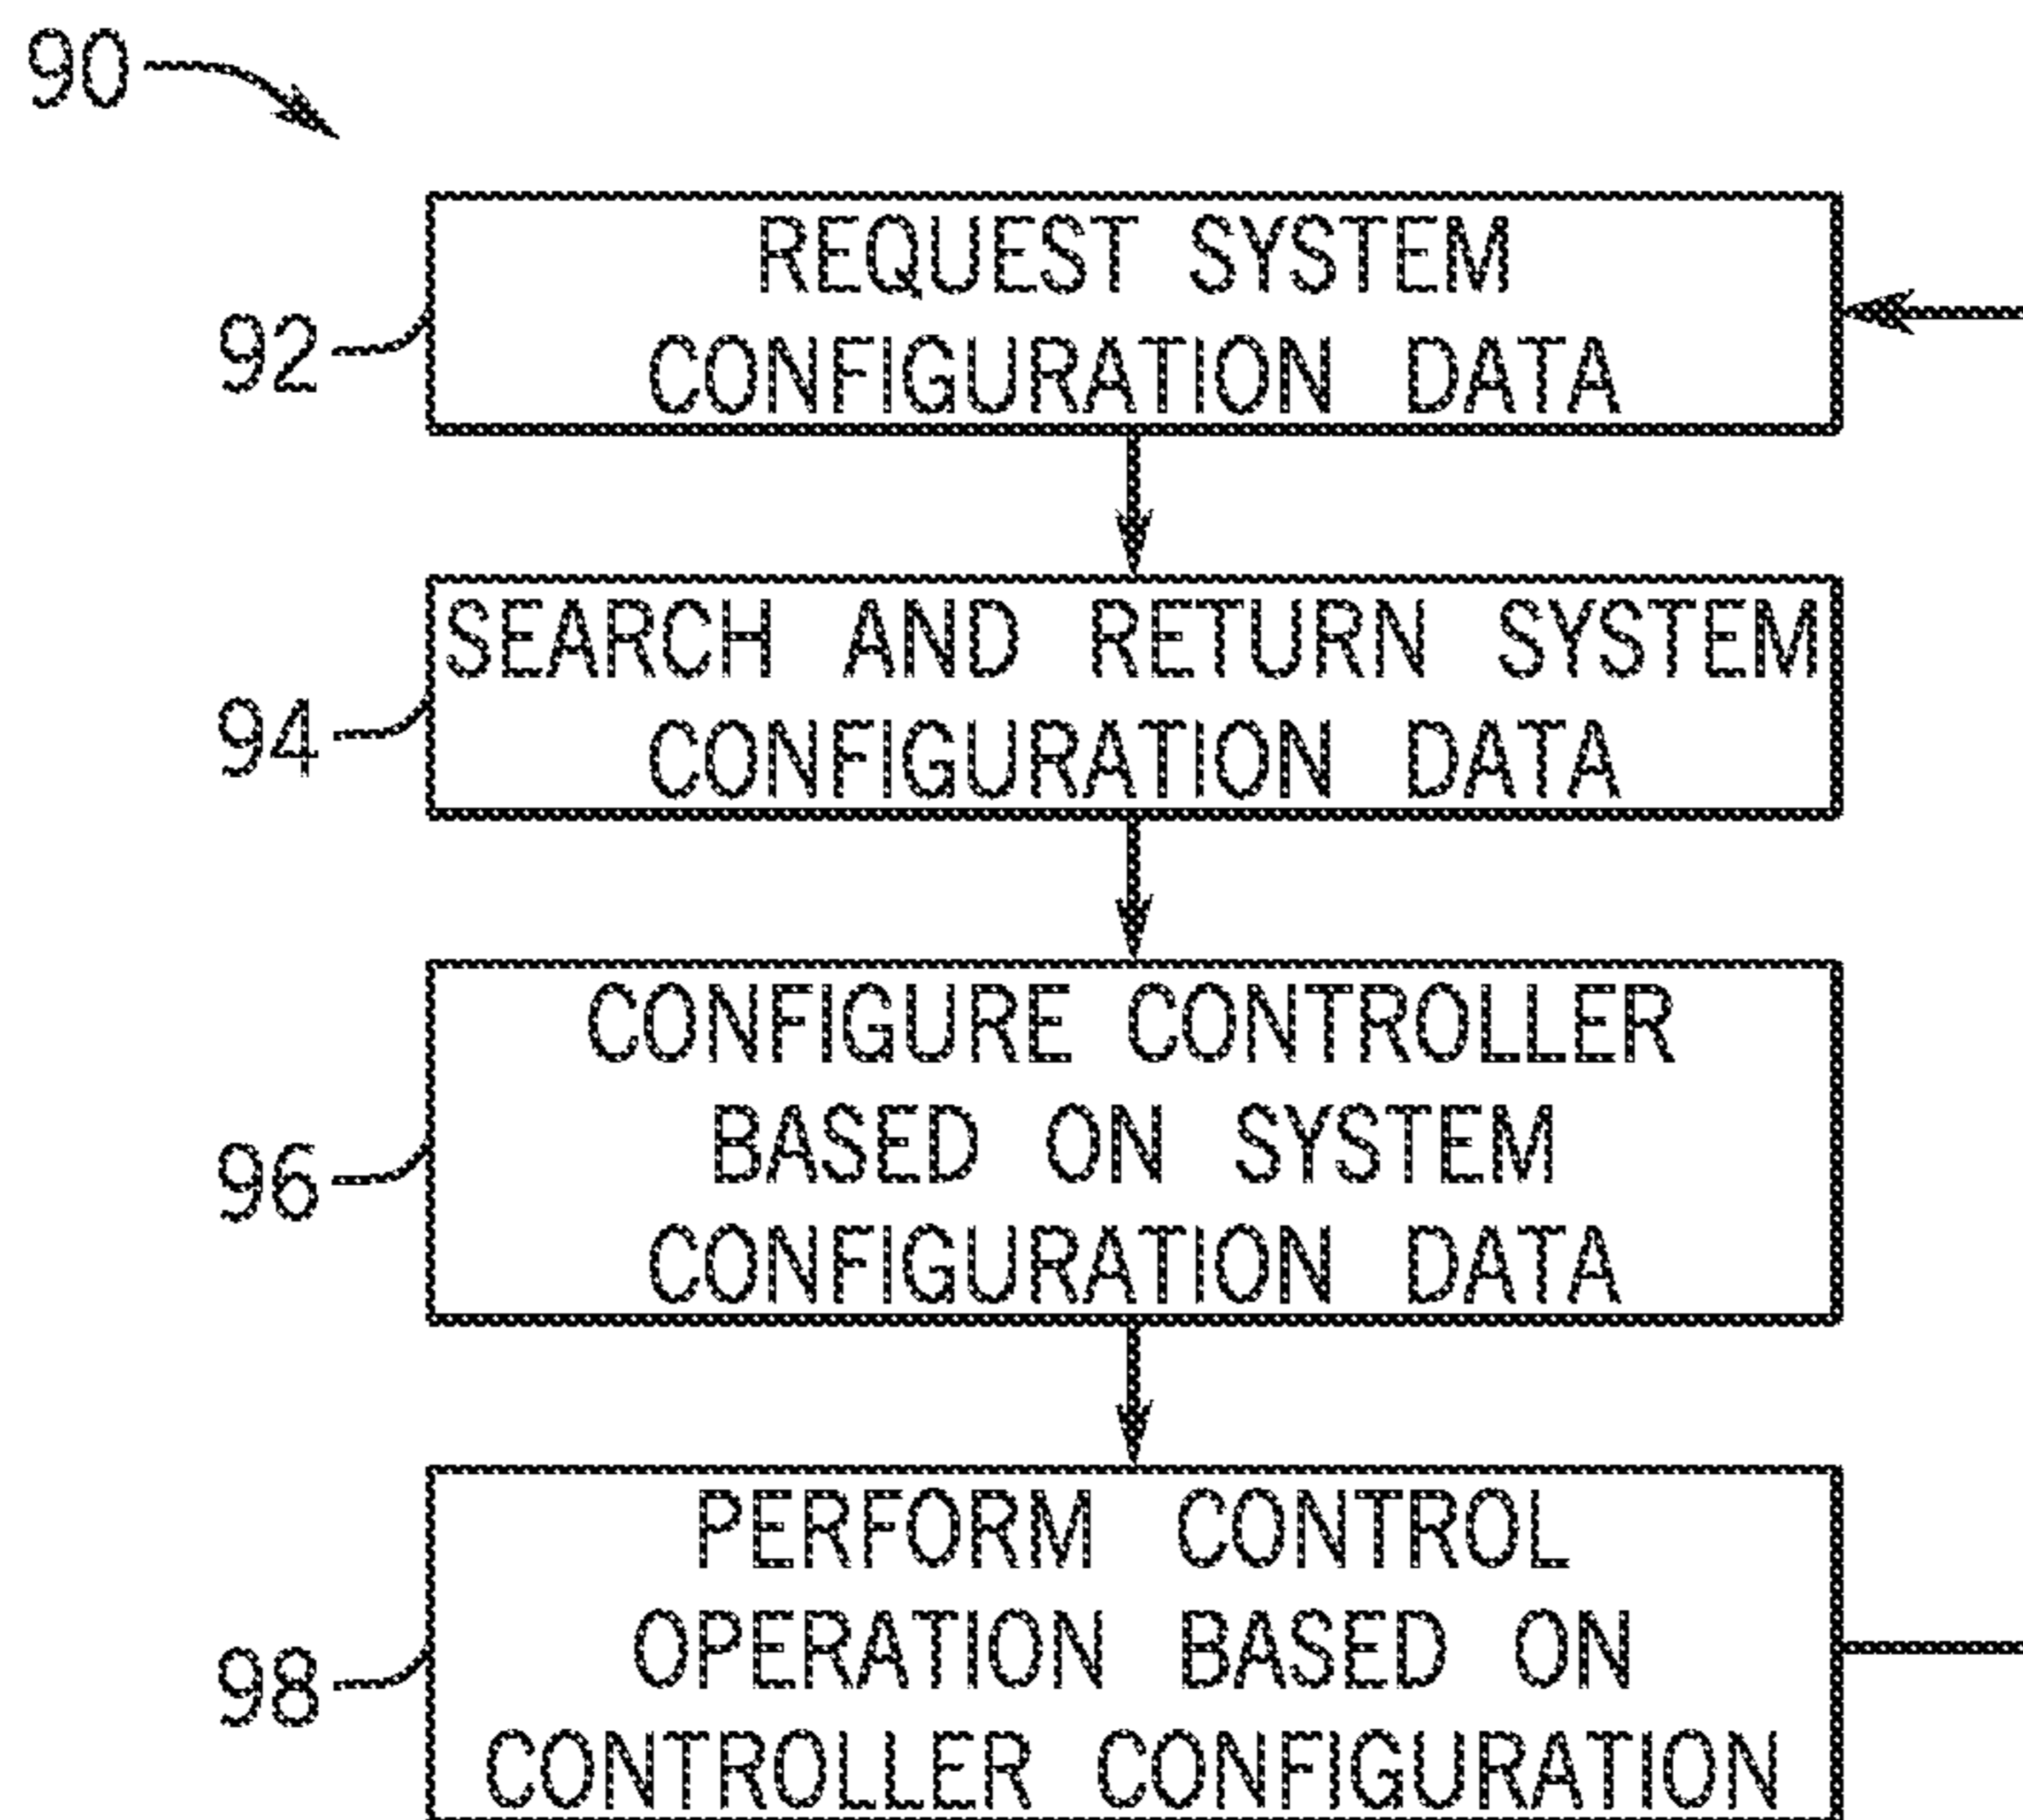 90
REQUEST SYSTEM
CONFIGURATION DATA
92
SEARCH AND RETURN SYSTEM
CONFIGURATION DATA
94
CONFIGURE CONTROLLER
BASED ON SYSTEM
CONFIGURATION DATA
96
PERFORM CONTROL
OPERATION BASED ON
CONTROLLER CONFIGURATION
98